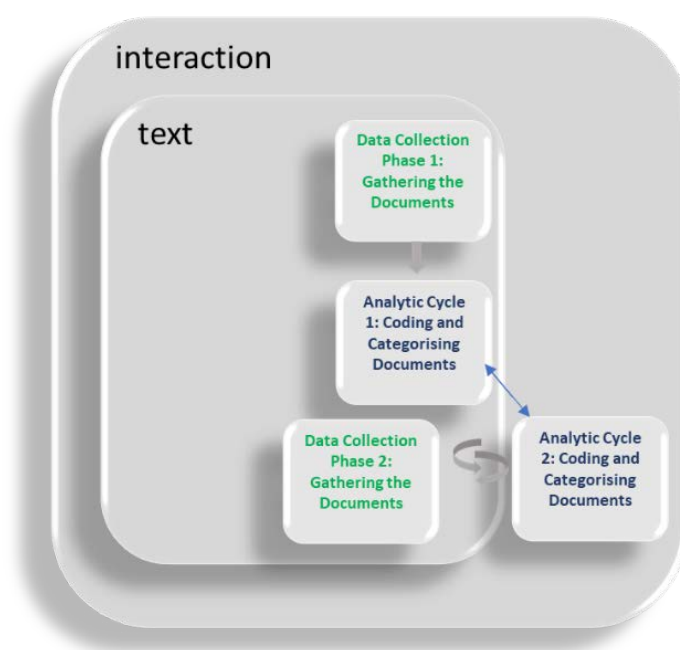 interaction
text
Data Collection
Phase 1:
Gathering the
Documents
Analytic Cycle
1: Coding and
Categorising
Documents
Data Collection
Phase 2:
Gathering the
Documents
Analytic Cycle
2: Coding and
Categorising
Documents